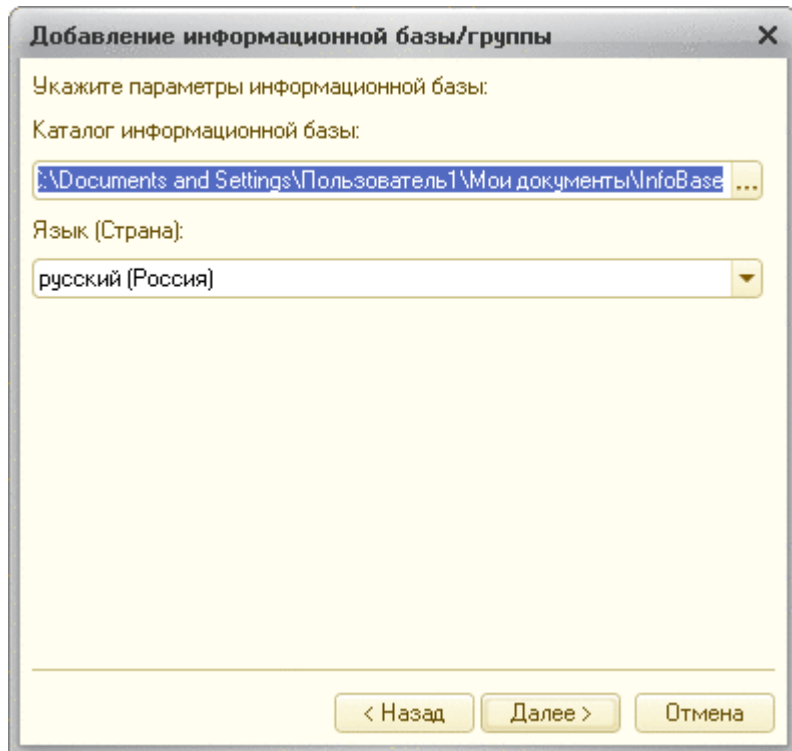 Добавление информационной базы/группы
Укажите параметры информационной базы:
Каталог информационной базы:
:\Documents and Settings\Пользователь1\Мои документы\InfoBase ...
Язык (Страна):
русский (Россия)
< Назад Далее > Отмена